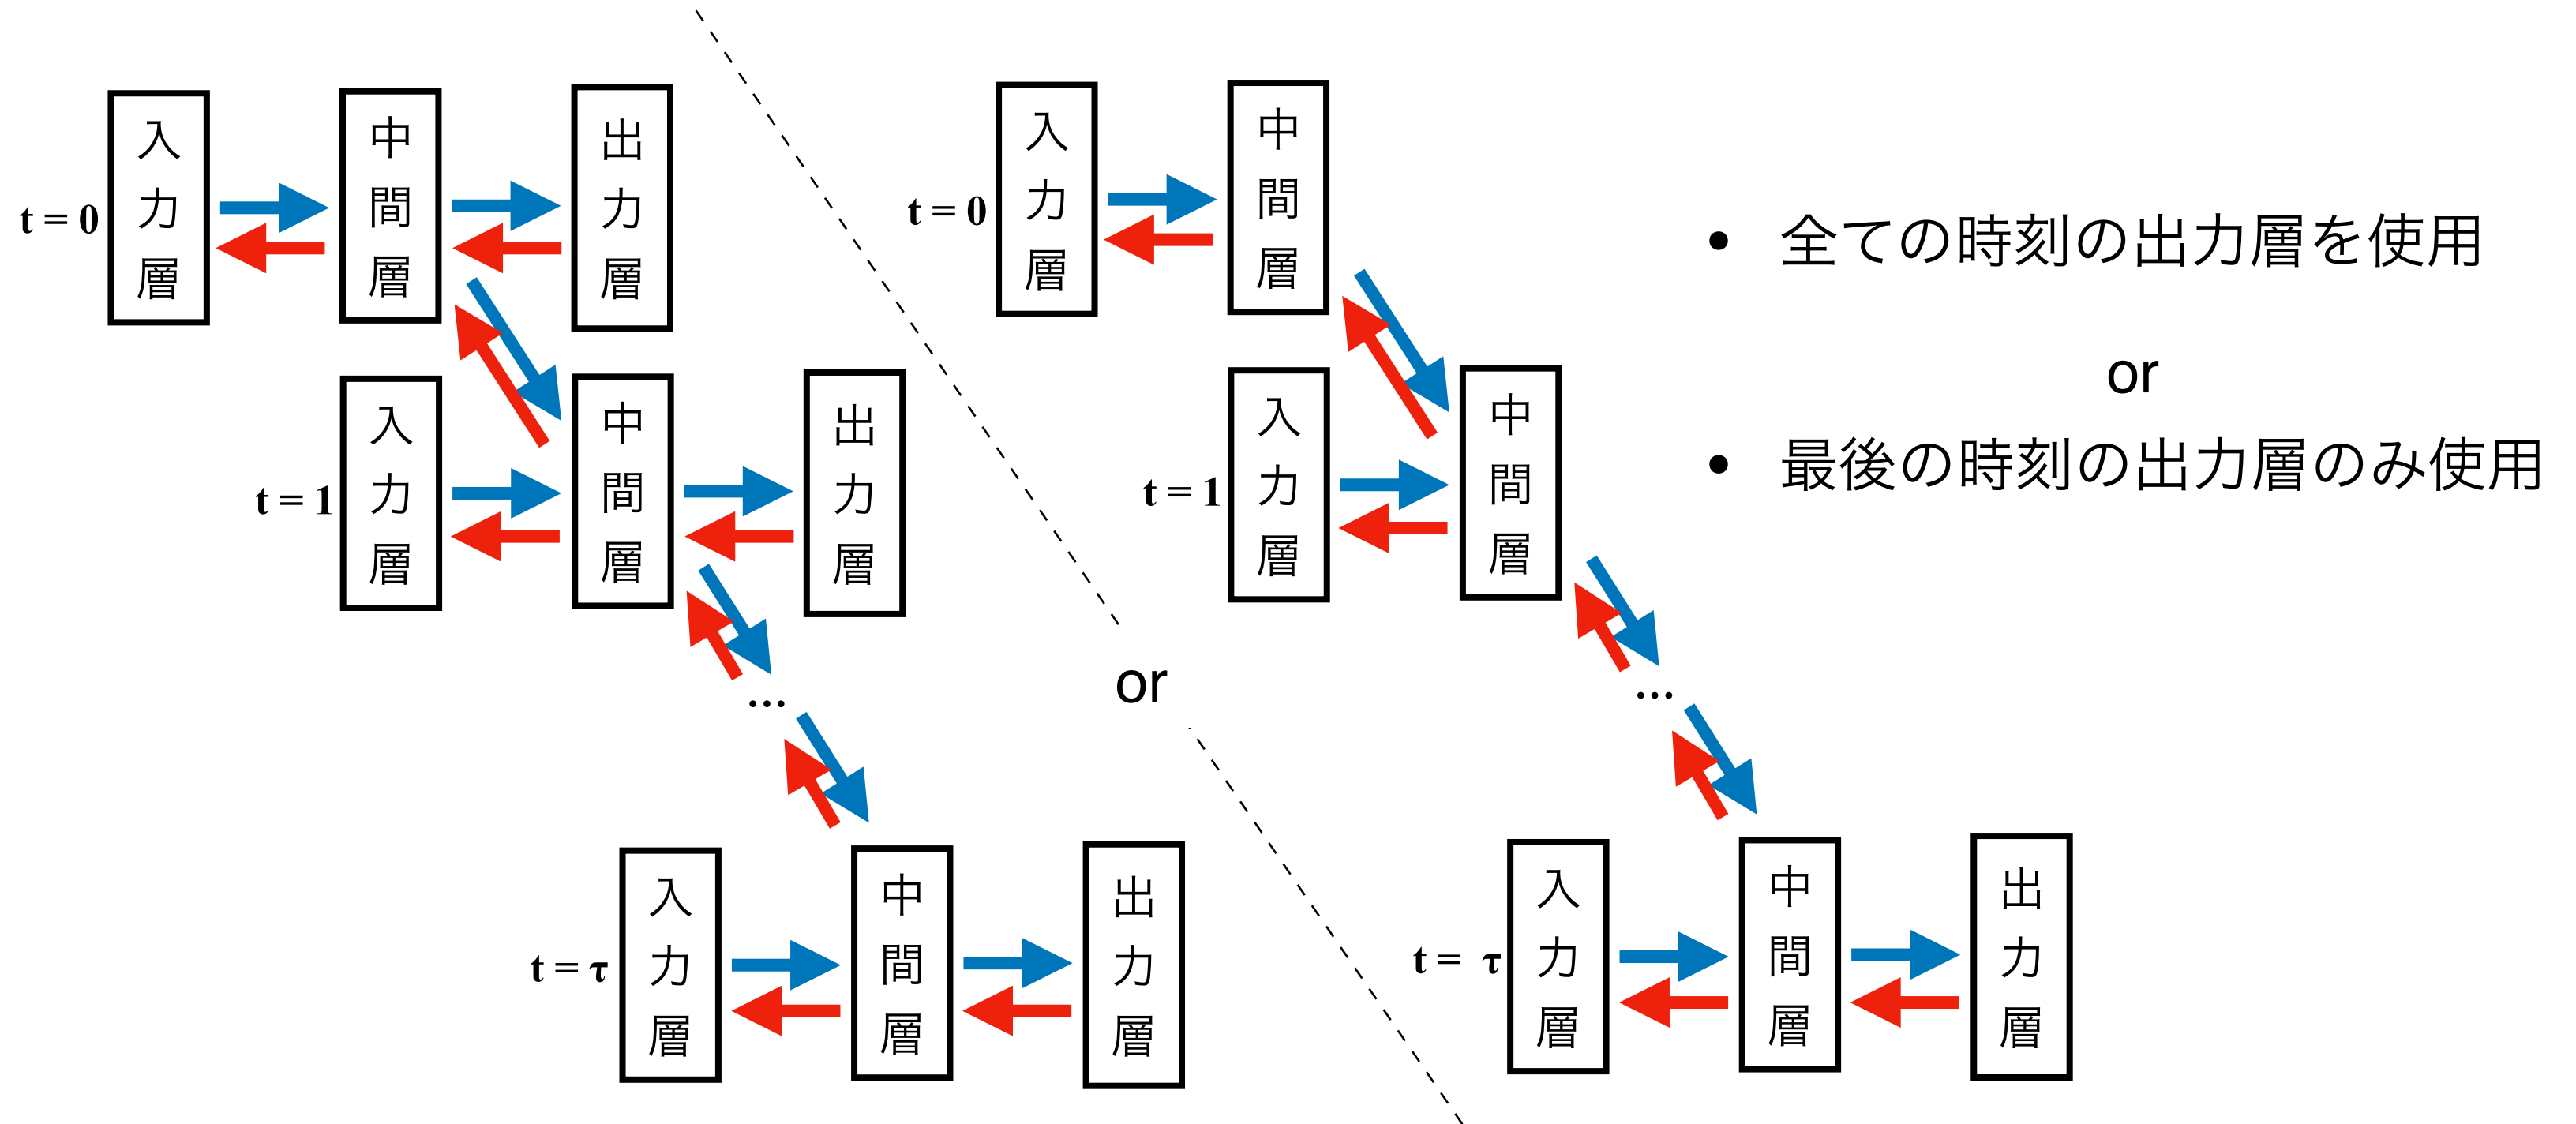 t = 0
入力層
中間層
出力層
t = 1
入力層
中間層
出力層
...
t = τ
入力層
中間層
出力層
or
t = 0
入力層
中間層
t = 1
入力層
中間層
...
t = τ
入力層
中間層
出力層
• 全ての時刻の出力層を使用
or
• 最後の時刻の出力層のみ使用